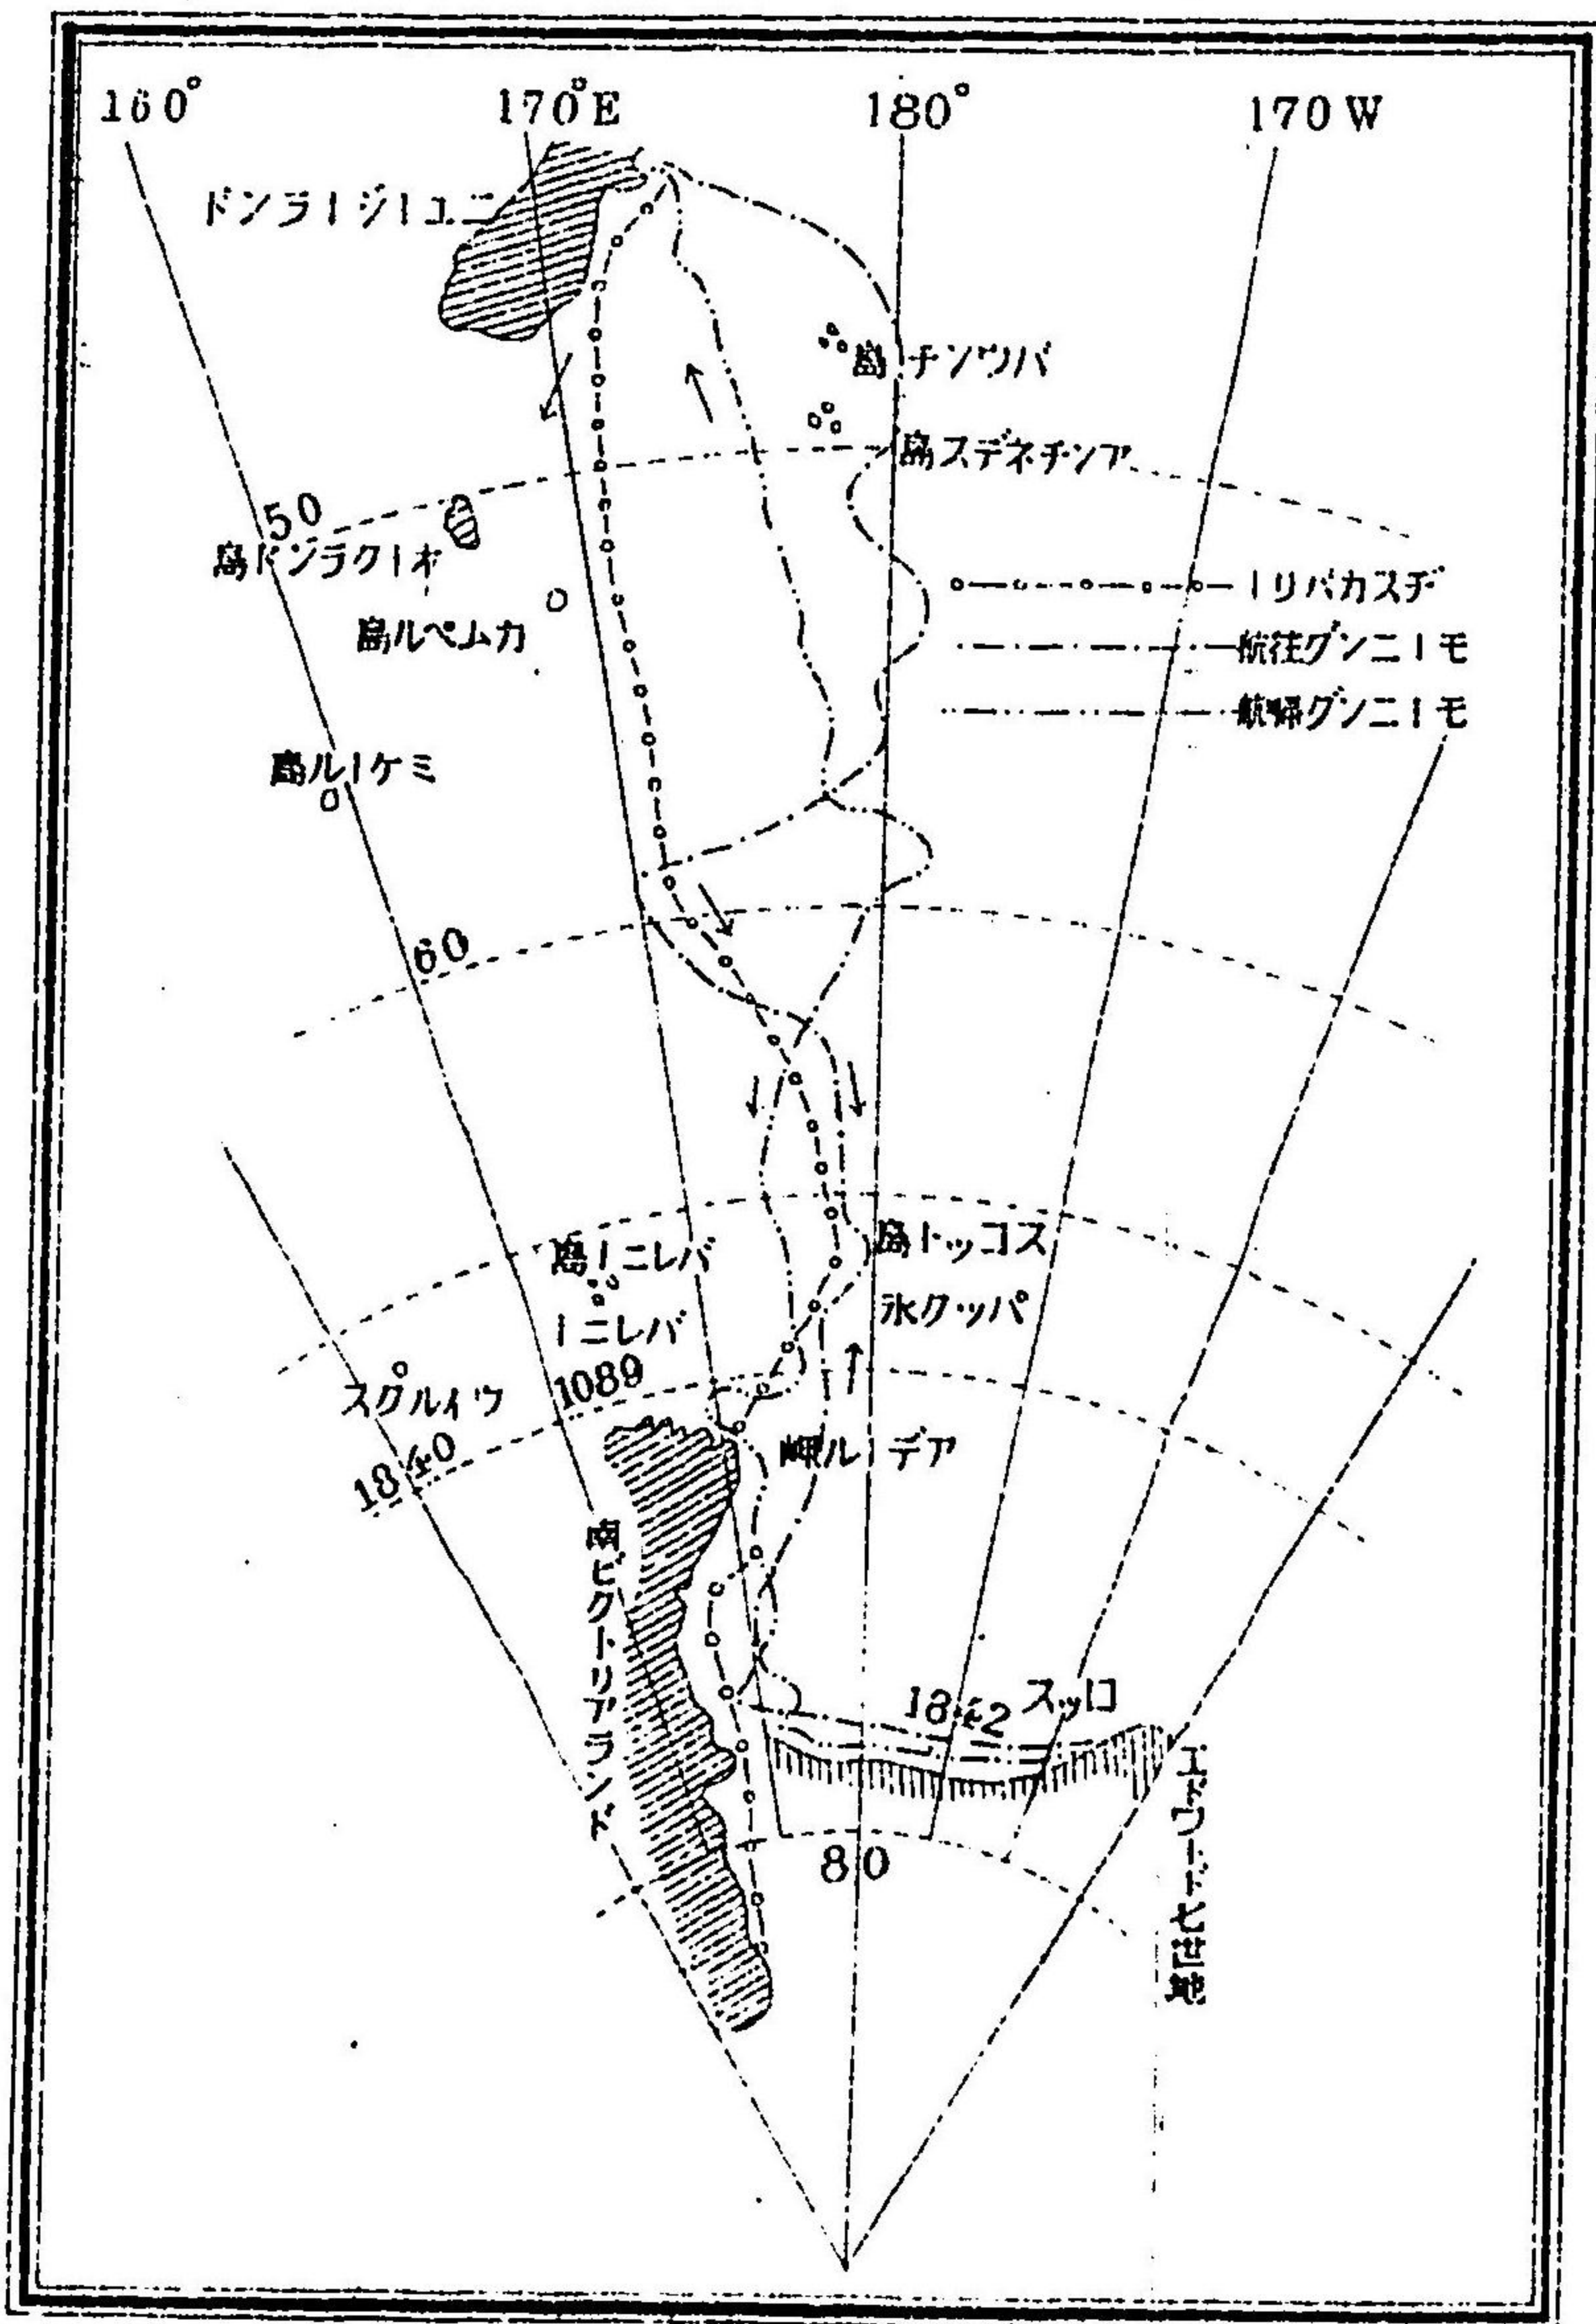 160°
170°E
180°
170W
ニユージーランド
バウンチ島
アンチネデス島
50
オークランド島
カムペル島
ヂスカバリー
モーニング往航
モーニング帰航
ミケール島
60
スコット島
バレニー島
パック氷
バレニー
1089
ウイルクス
1840
アデール岬
南ビクトーリアランド
1842
ロッス
エドワード七世地
80